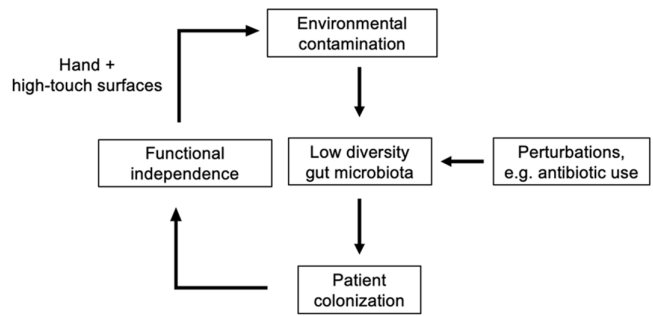 Environmental
contamination
Hand +
high-touch surfaces
Functional
independence
Low diversity
gut microbiota
Perturbations,
e.g. antibiotic use
Patient
colonization